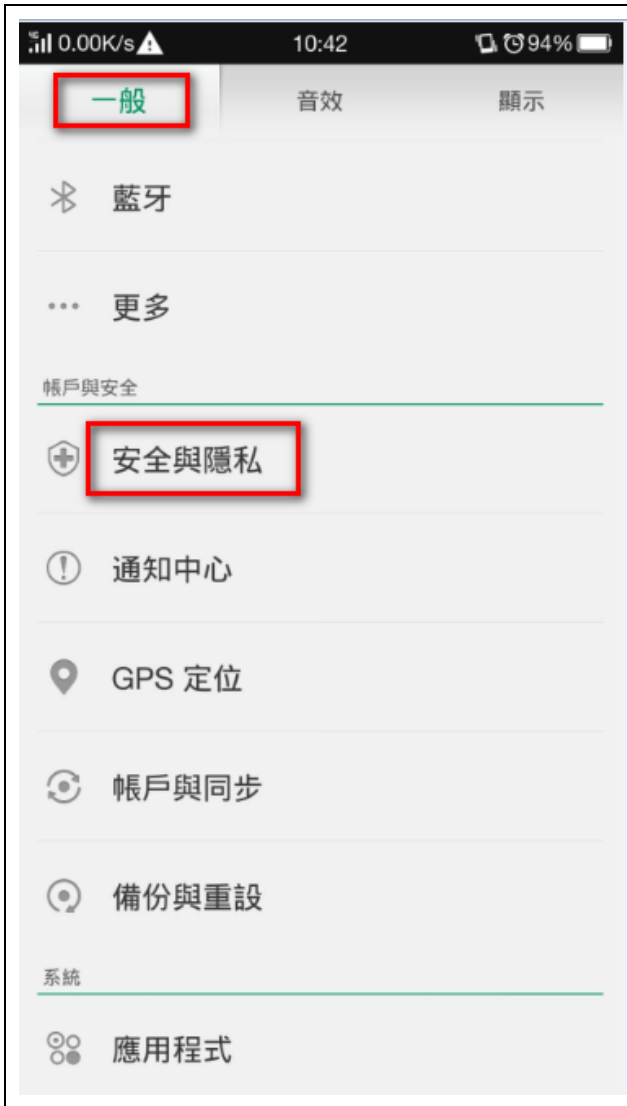 4G 0.00K/s 10:42 94%
一般 音效 顯示
藍牙
更多
帳戶與安全
安全與隱私
通知中心
GPS 定位
帳戶與同步
備份與重設
系統
應用程式